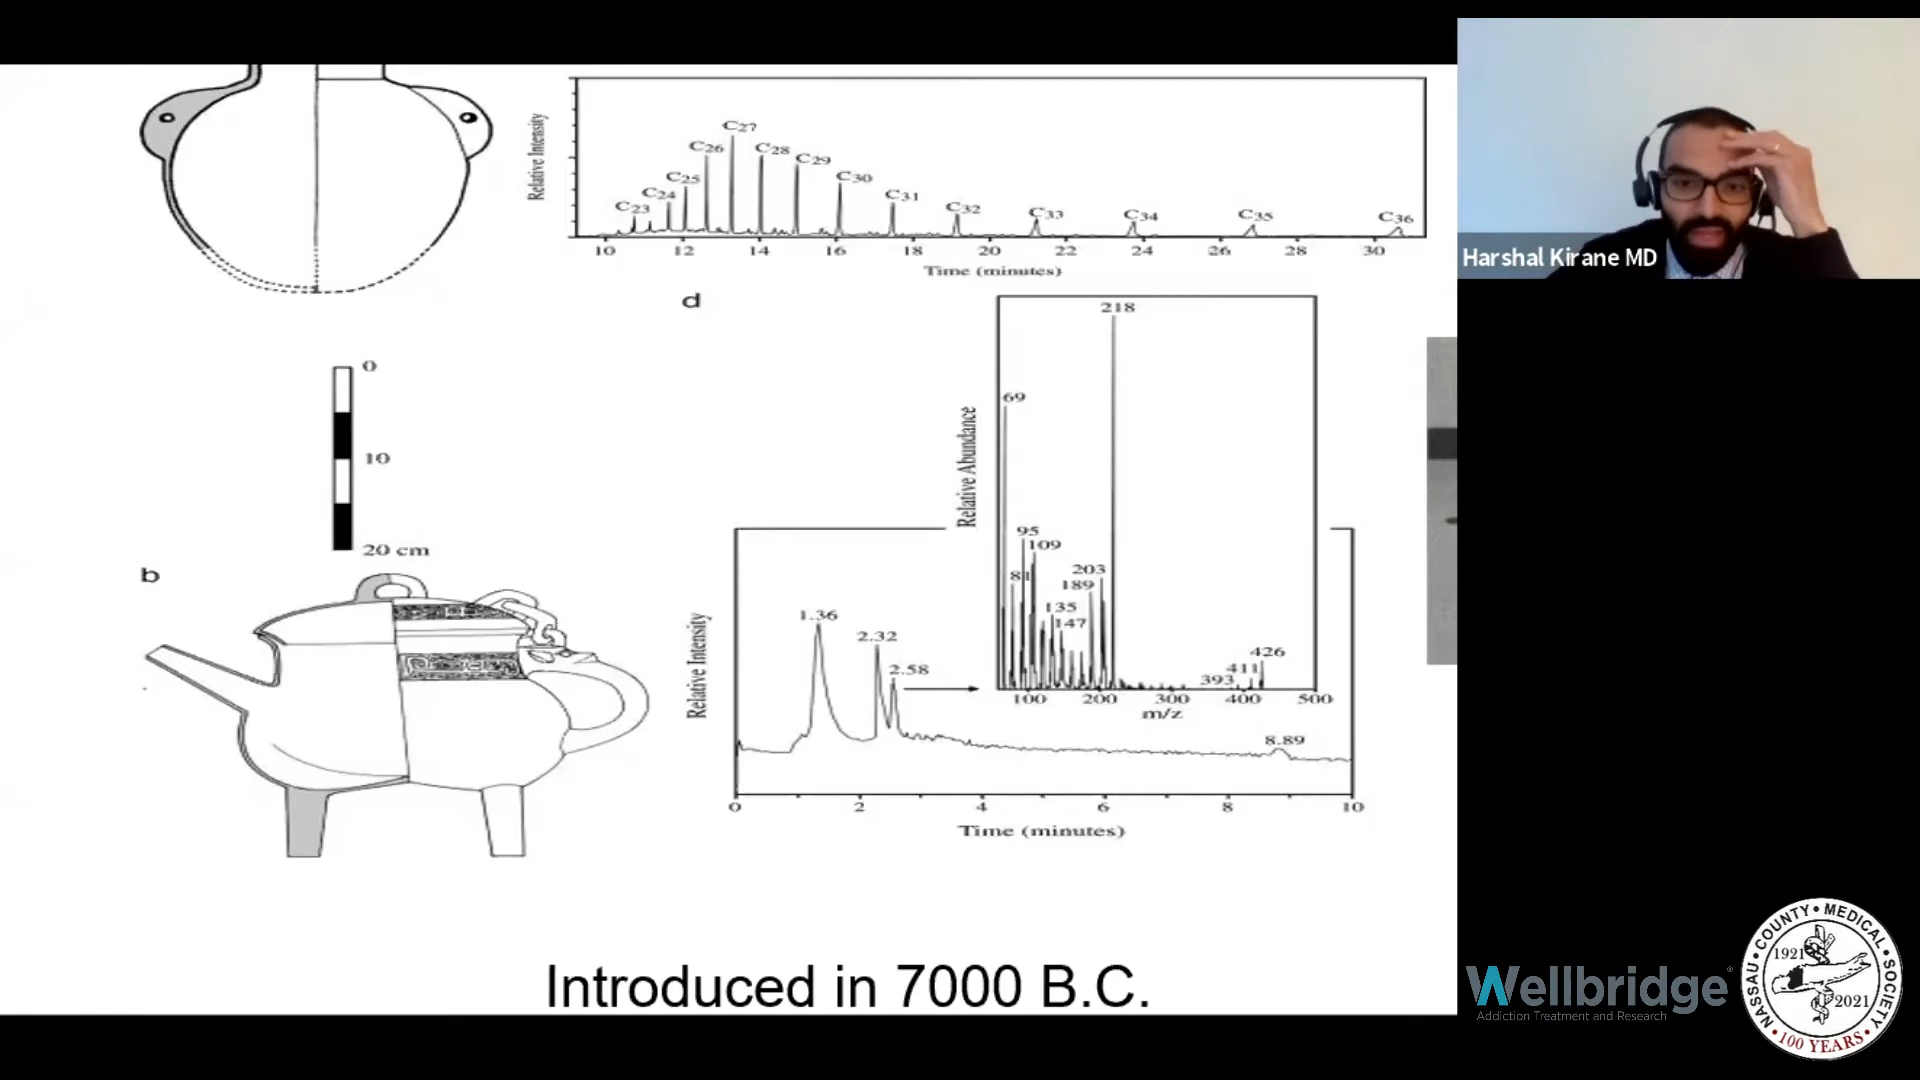 Relative Intensity
C23
C24
C25
C26
C27
C28
C29
C30
C31
C32
C33
C34
C35
C36
10 12 14 16 18 20 22 24 26 28 30
Time (minutes)
Harshal Kirane MD
d
0
10
20 cm
b
Relative Abundance
218
69
95
109
81
203
189
135
147
426
411
393
100 200 300 400 500
m/z
Relative Intensity
1.36
2.32
2.58
8.89
0 2 4 6 8 10
Time (minutes)
Introduced in 7000 B.C.
Wellbridge
Addiction Treatment and Research
NASSAU • COUNTY • MEDICAL • SOCIETY
1921
2021
• 100 YEARS •